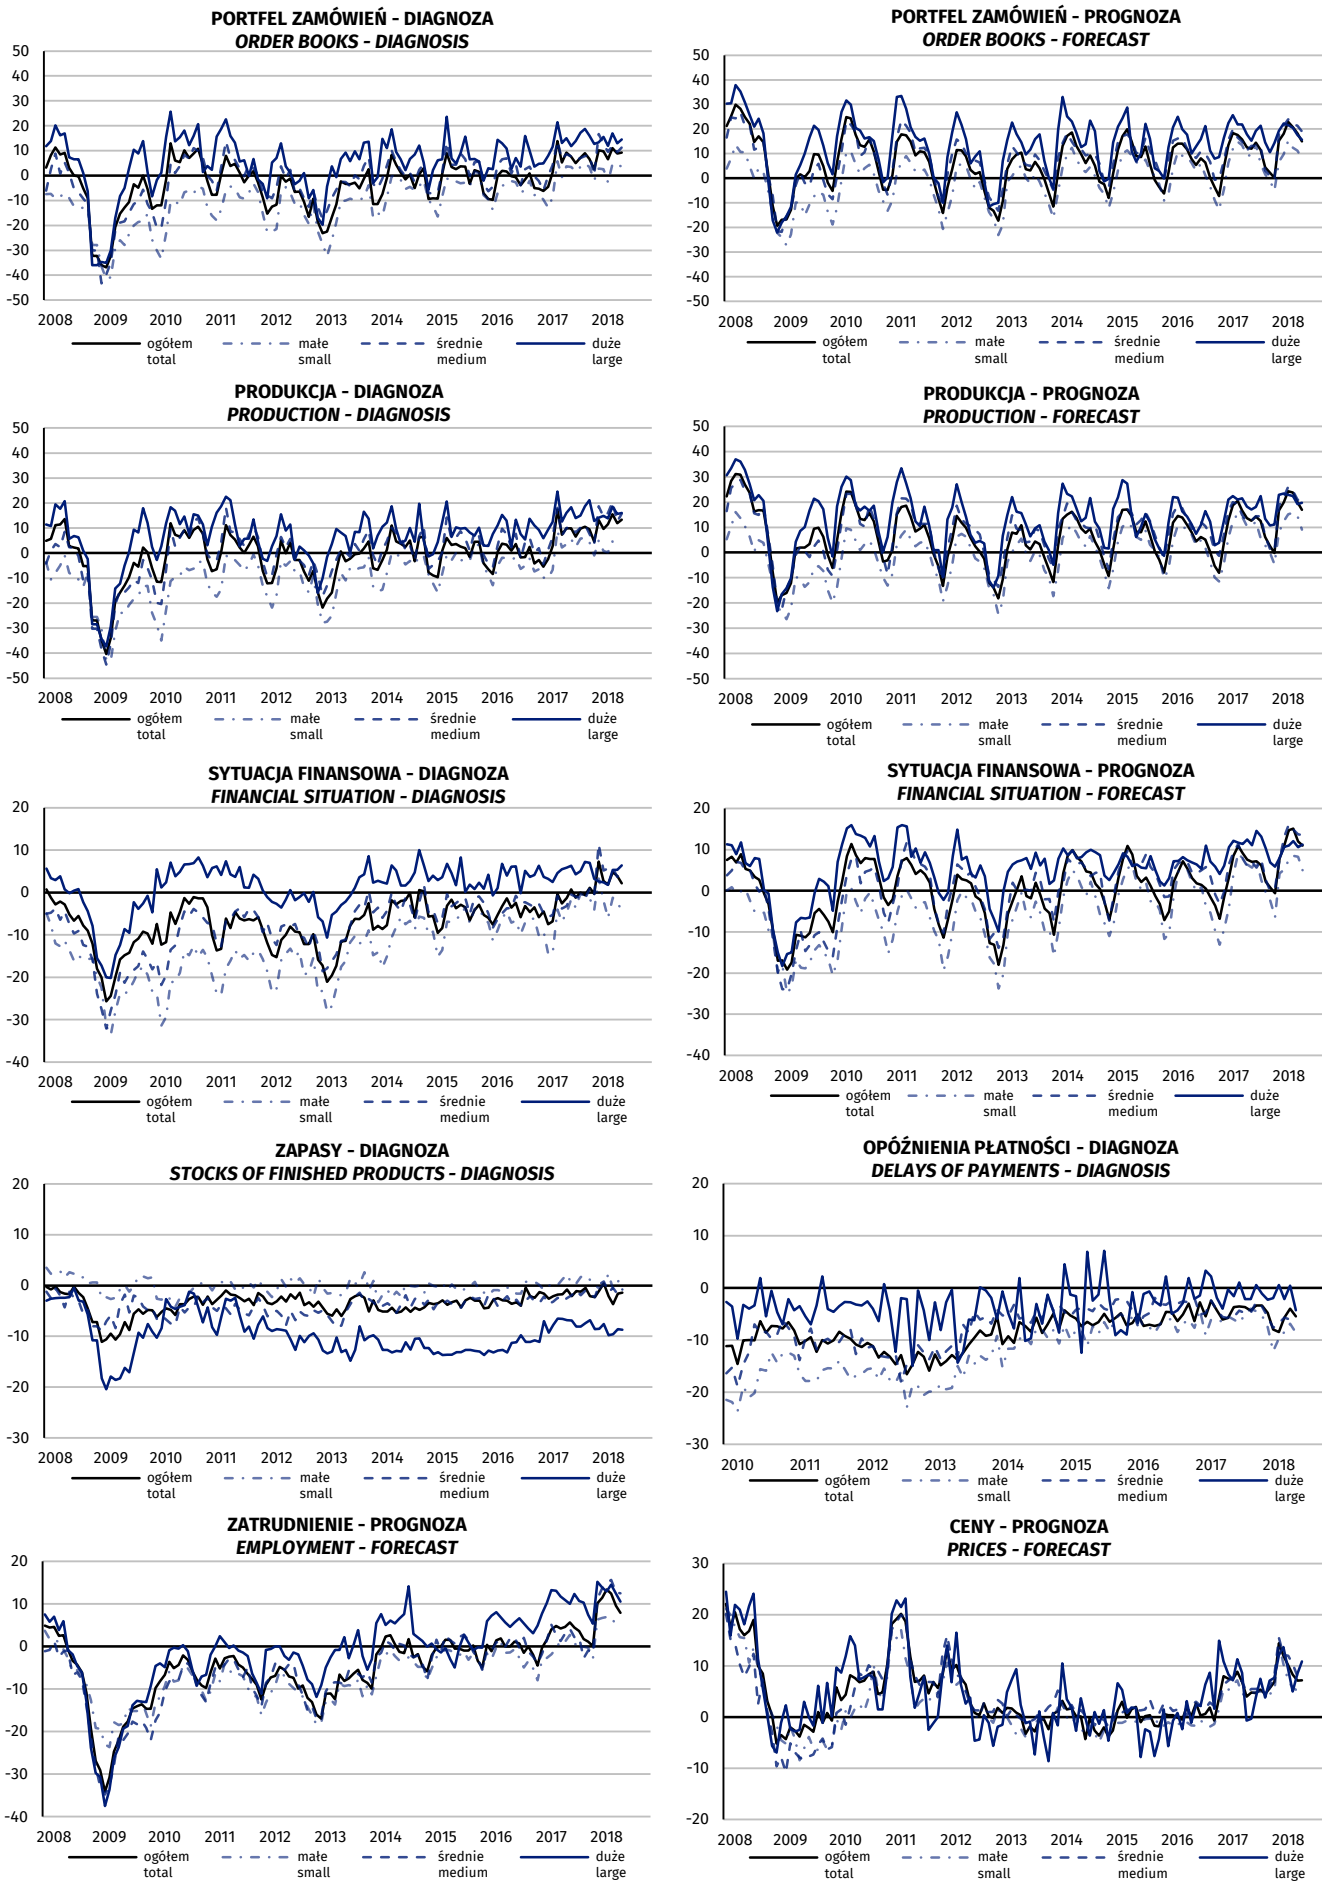 PORTFEL ZAMÓWIEŃ - DIAGNOZA
ORDER BOOKS - DIAGNOSIS
50
40
30
20
10
0
-10
-20
-30
-40
-50
2008 2009 2010 2011 2012 2013 2014 2015 2016 2017 2018
ogółem małe średnie duże
total small medium large
PORTFEL ZAMÓWIEŃ - PROGNOZA
ORDER BOOKS - FORECAST
50
40
30
20
10
0
-10
-20
-30
-40
-50
2008 2009 2010 2011 2012 2013 2014 2015 2016 2017 2018
ogółem małe średnie duże
total small medium large
PRODUKCJA - DIAGNOZA
PRODUCTION - DIAGNOSIS
50
40
30
20
10
0
-10
-20
-30
-40
-50
2008 2009 2010 2011 2012 2013 2014 2015 2016 2017 2018
ogółem małe średnie duże
total small medium large
PRODUKCJA - PROGNOZA
PRODUCTION - FORECAST
50
40
30
20
10
0
-10
-20
-30
-40
-50
2008 2009 2010 2011 2012 2013 2014 2015 2016 2017 2018
ogółem małe średnie duże
total small medium large
SYTUACJA FINANSOWA - DIAGNOZA
FINANCIAL SITUATION - DIAGNOSIS
20
10
0
-10
-20
-30
-40
2008 2009 2010 2011 2012 2013 2014 2015 2016 2017 2018
ogółem małe średnie duże
total small medium large
SYTUACJA FINANSOWA - PROGNOZA
FINANCIAL SITUATION - FORECAST
20
10
0
-10
-20
-30
-40
2008 2009 2010 2011 2012 2013 2014 2015 2016 2017 2018
ogółem małe średnie duże
total small medium large
ZAPASY - DIAGNOZA
STOCKS OF FINISHED PRODUCTS - DIAGNOSIS
20
10
0
-10
-20
-30
2008 2009 2010 2011 2012 2013 2014 2015 2016 2017 2018
ogółem małe średnie duże
total small medium large
OPÓŹNIENIA PŁATNOŚCI - DIAGNOZA
DELAYS OF PAYMENTS - DIAGNOSIS
20
10
0
-10
-20
-30
2010 2011 2012 2013 2014 2015 2016 2017 2018
ogółem małe średnie duże
total small medium large
ZATRUDNIENIE - PROGNOZA
EMPLOYMENT - FORECAST
20
10
0
-10
-20
-30
-40
2008 2009 2010 2011 2012 2013 2014 2015 2016 2017 2018
ogółem małe średnie duże
total small medium large
CENY - PROGNOZA
PRICES - FORECAST
30
20
10
0
-10
-20
2008 2009 2010 2011 2012 2013 2014 2015 2016 2017 2018
ogółem małe średnie duże
total small medium large